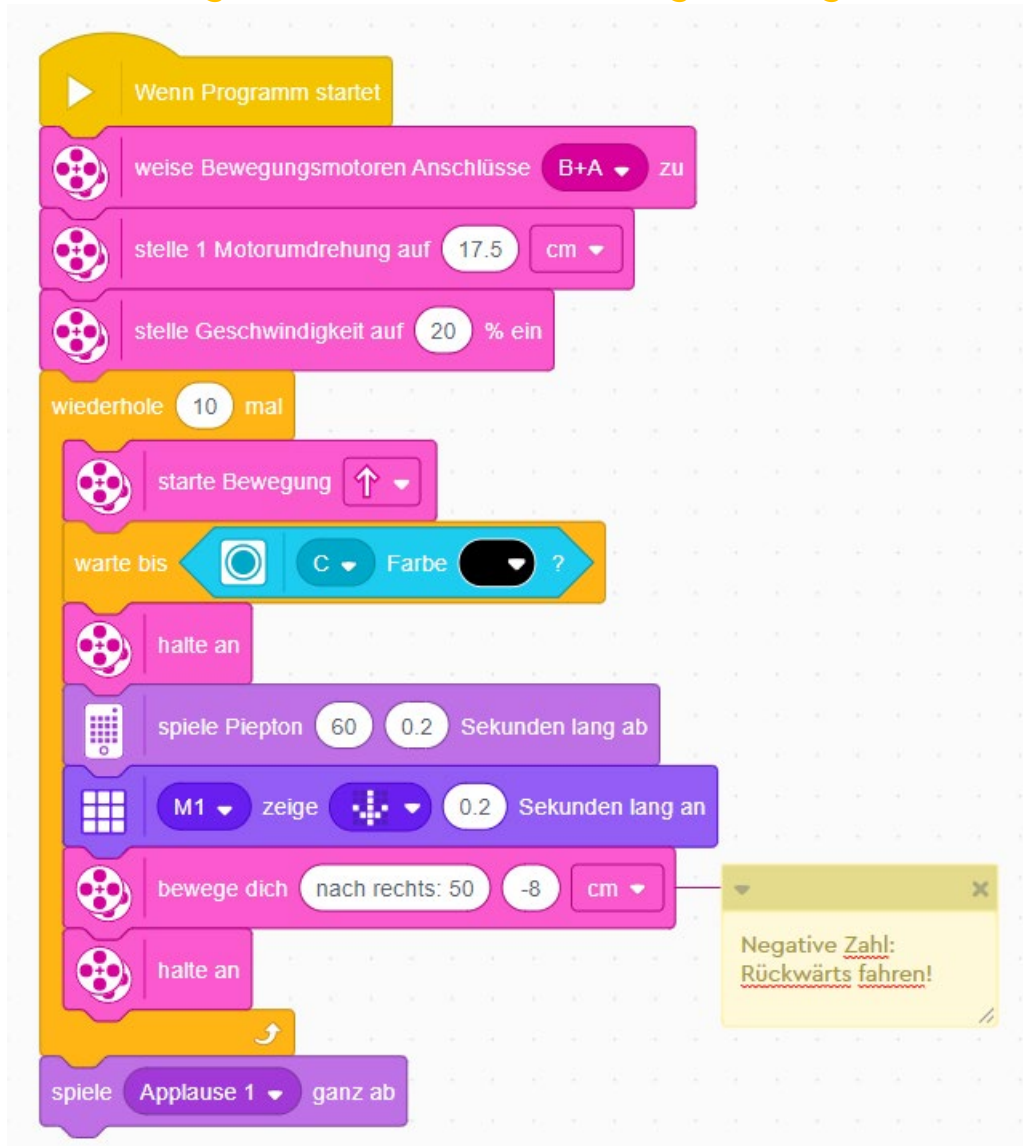 Wenn Programm startet
weise Bewegungsmotoren Anschlüsse B+A zu
stelle 1 Motorumdrehung auf 17.5 cm
stelle Geschwindigkeit auf 20 % ein
wiederhole 10 mal
starte Bewegung
warte bis C Farbe ?
halte an
spiele Piepton 60 0.2 Sekunden lang ab
M1 zeige 0.2 Sekunden lang an
bewege dich nach rechts: 50 -8 cm
Negative Zahl:
Rückwärts fahren!
halte an
spiele Applause 1 ganz ab